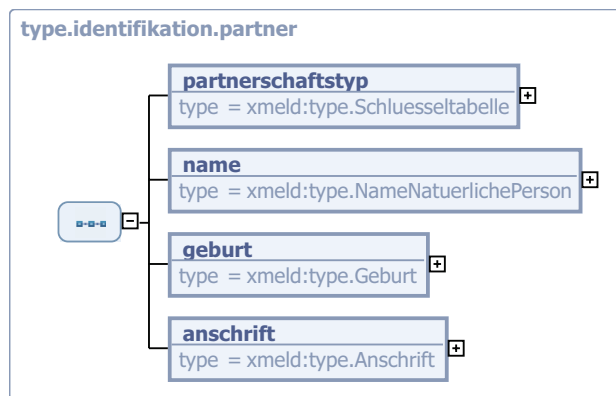 type.identifikation.partner
partnerschaftstyp
type = xmeld:type.Schluesseltabelle
name
type = xmeld:type.NameNatuerlichePerson
geburt
type = xmeld:type.Geburt
anschrift
type = xmeld:type.Anschrift